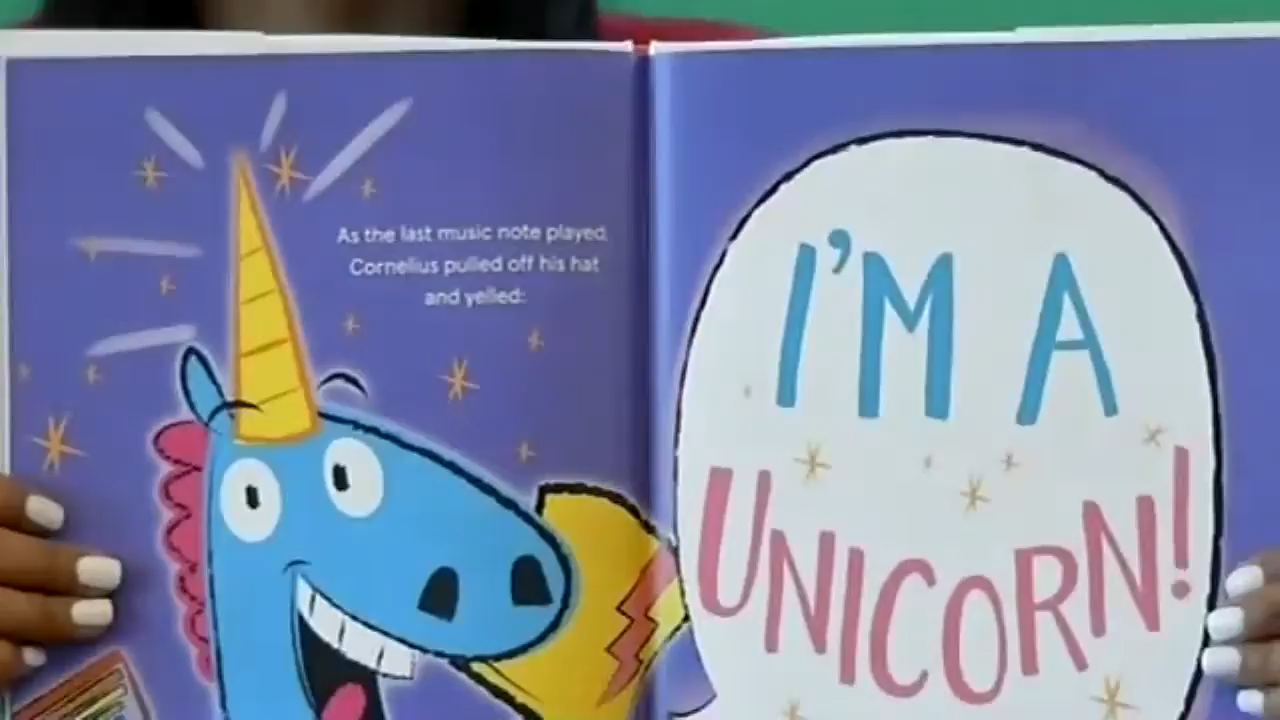 As the last music note played,
Cornelius pulled off his hat
and yelled:
I'M A
UNICORN!